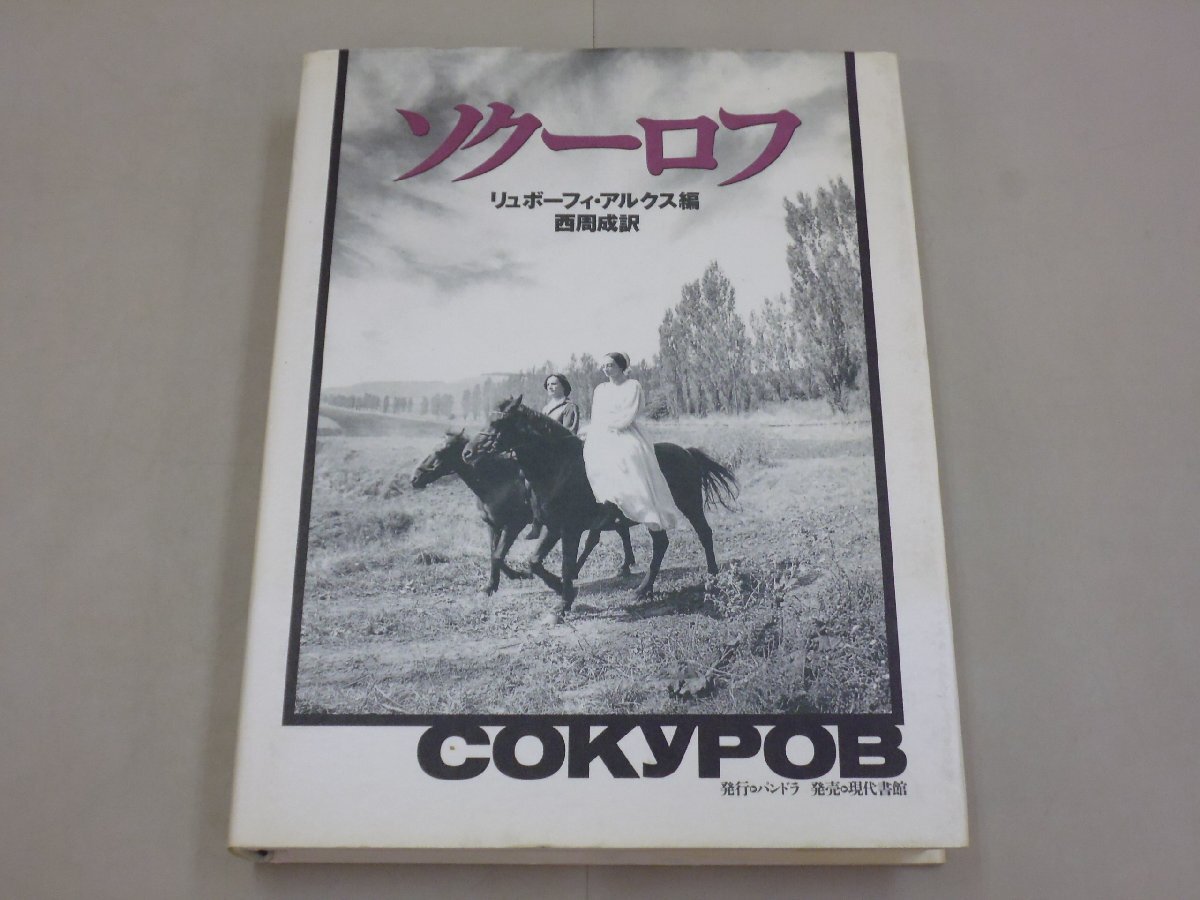 ソクーロフ
リュボーフィ・アルクス編
西周成訳
СОКУРОВ
発行◦パンドラ 発売◦現代書館